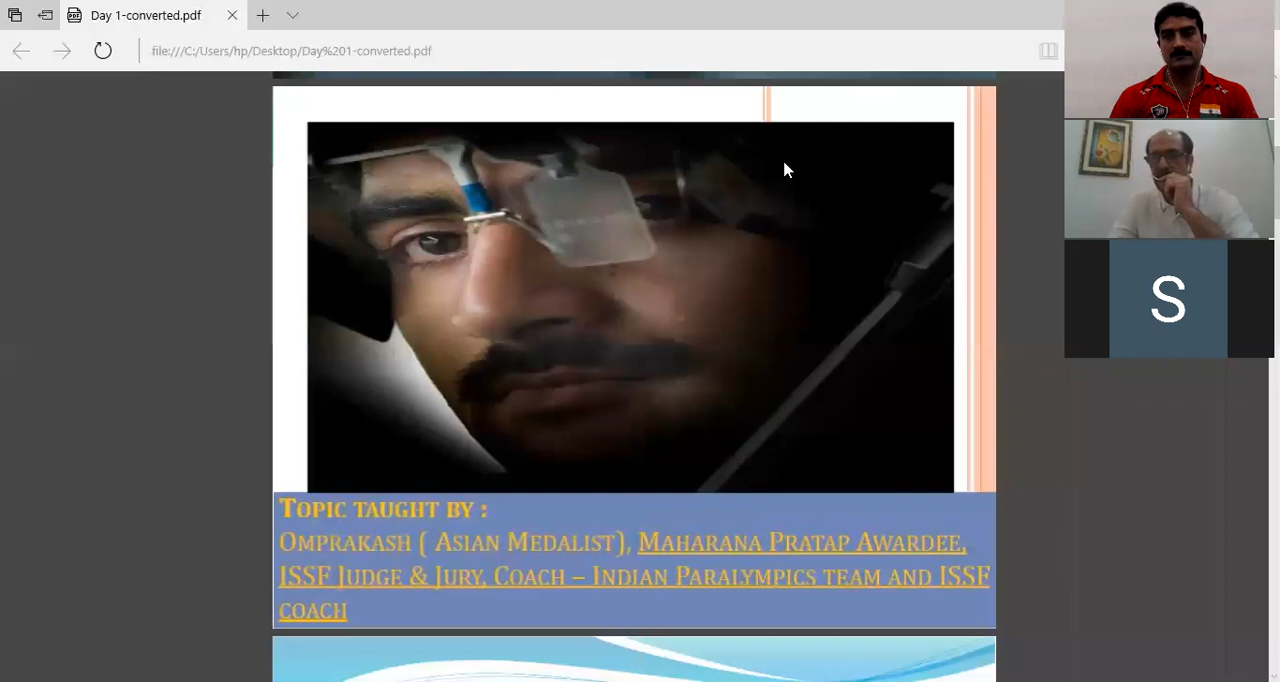 Day 1-converted.pdf
file:///C:/Users/hp/Desktop/Day%201-converted.pdf
TOPIC TAUGHT BY :
OMPRAKASH ( ASIAN MEDALIST), MAHARANA PRATAP AWARDEE,
ISSF JUDGE & JURY, COACH – INDIAN PARALYMPICS TEAM AND ISSF
COACH
S